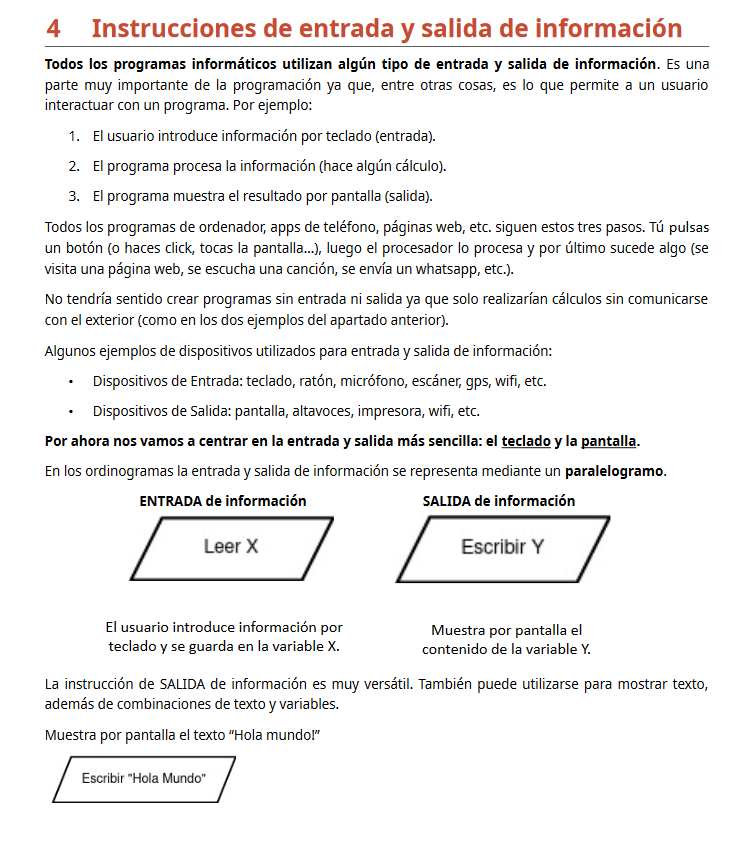 4 Instrucciones de entrada y salida de información
Todos los programas informáticos utilizan algún tipo de entrada y salida de información. Es una
parte muy importante de la programación ya que, entre otras cosas, es lo que permite a un usuario
interactuar con un programa. Por ejemplo:
1. El usuario introduce información por teclado (entrada).
2. El programa procesa la información (hace algún cálculo).
3. El programa muestra el resultado por pantalla (salida).
Todos los programas de ordenador, apps de teléfono, páginas web, etc. siguen estos tres pasos. Tú pulsas
un botón (o haces click, tocas la pantalla...), luego el procesador lo procesa y por último sucede algo (se
visita una página web, se escucha una canción, se envía un whatsapp, etc.).
No tendría sentido crear programas sin entrada ni salida ya que solo realizarían cálculos sin comunicarse
con el exterior (como en los dos ejemplos del apartado anterior).
Algunos ejemplos de dispositivos utilizados para entrada y salida de información:
• Dispositivos de Entrada: teclado, ratón, micrófono, escáner, gps, wifi, etc.
• Dispositivos de Salida: pantalla, altavoces, impresora, wifi, etc.
Por ahora nos vamos a centrar en la entrada y salida más sencilla: el teclado y la pantalla.
En los ordinogramas la entrada y salida de información se representa mediante un paralelogramo.
ENTRADA de información
Leer X
El usuario introduce información por
teclado y se guarda en la variable X.
SALIDA de información
Escribir Y
Muestra por pantalla el
contenido de la variable Y.
La instrucción de SALIDA de información es muy versátil. También puede utilizarse para mostrar texto,
además de combinaciones de texto y variables.
Muestra por pantalla el texto “Hola mundo!”
Escribir "Hola Mundo"